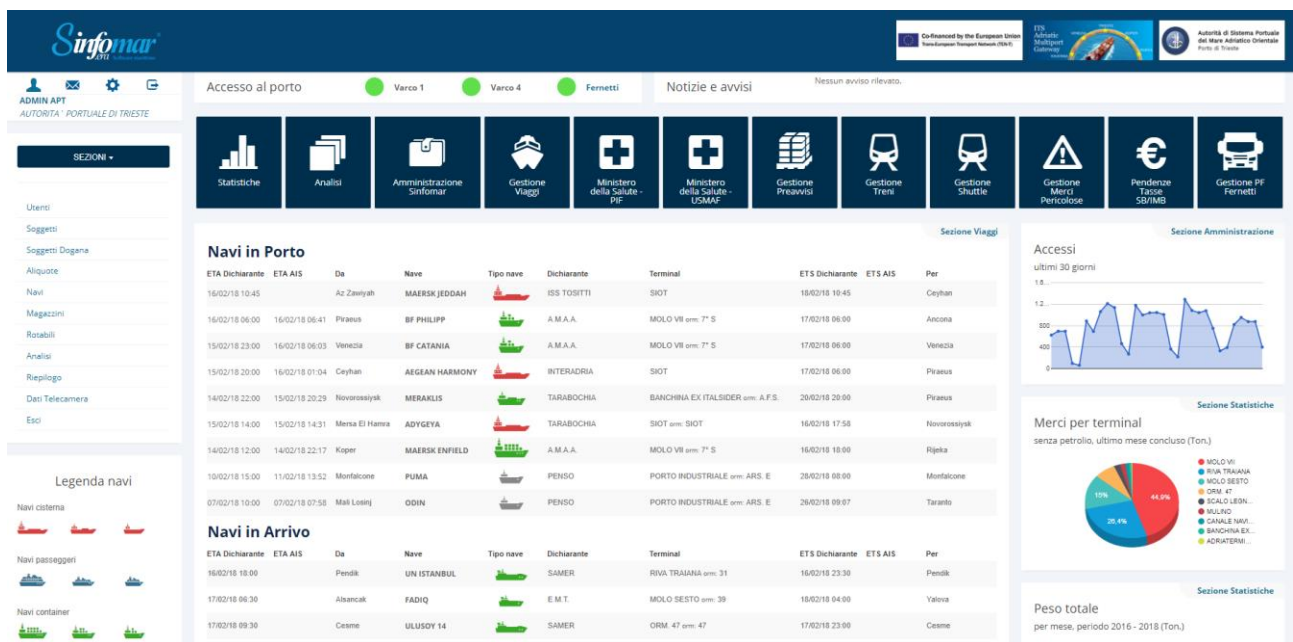 Sinfomar
.eu Software marittimo
Co-financed by the European Union
Trans-European Transport Network (TEN-T)
ITS
Adriatic
Multiport
Gateway
Autorità di Sistema Portuale
del Mare Adriatico Orientale
Porto di Trieste
ADMIN APT
AUTORITA' PORTUALE DI TRIESTE
Accesso al porto Varco 1 Varco 4 Fernetti
Notizie e avvisi Nessun avviso rilevato.
SEZIONI
Utenti
Soggetti
Soggetti Dogana
Aliquote
Navi
Magazzini
Rotabili
Analisi
Riepilogo
Dati Telecamera
Esci
Legenda navi
Navi cisterna
Navi passeggeri
Navi container
Statistiche
Analisi
Amministrazione
Sinfomar
Gestione
Viaggi
Ministero
della Salute -
PIF
Ministero
della Salute -
USMAF
Gestione
Preavvisi
Gestione
Treni
Gestione
Shuttle
Gestione
Merci
Pericolose
Pendenze
Tasse
SB/IMB
Gestione PF
Fernetti
Sezione Viaggi
Navi in Porto
ETA Dichiarante ETA AIS Da Nave Tipo nave Dichiarante Terminal ETS Dichiarante ETS AIS Per
16/02/18 10:45 Az Zawiyah MAERSK JEDDAH ISS TOSITTI SIOT 18/02/18 10:45 Ceyhan
16/02/18 06:00 16/02/18 06:41 Piraeus BF PHILIPP A.M.A.A. MOLO VII orm: 7° S 17/02/18 06:00 Ancona
15/02/18 23:00 16/02/18 06:03 Venezia BF CATANIA A.M.A.A. MOLO VII orm: 7° S 17/02/18 06:00 Venezia
15/02/18 20:00 16/02/18 01:04 Ceyhan AEGEAN HARMONY INTERADRIA SIOT 17/02/18 06:00 Piraeus
14/02/18 22:00 15/02/18 20:29 Novorossiysk MERAKLIS TARABOCHIA BANCHINA EX ITALSIDER orm: A.F.S. 20/02/18 20:00 Piraeus
15/02/18 14:00 15/02/18 14:31 Mersa El Hamra ADYGEYA TARABOCHIA SIOT orm: SIOT 16/02/18 17:58 Novorossiysk
14/02/18 12:00 14/02/18 22:17 Koper MAERSK ENFIELD A.M.A.A. MOLO VII orm: 7° S 16/02/18 18:00 Rijeka
10/02/18 15:00 11/02/18 13:52 Monfalcone PUMA PENSO PORTO INDUSTRIALE orm: ARS. E 28/02/18 08:00 Monfalcone
07/02/18 10:00 07/02/18 07:58 Mali Losinj ODIN PENSO PORTO INDUSTRIALE orm: ARS. E 26/02/18 09:07 Taranto
Navi in Arrivo
ETA Dichiarante ETA AIS Da Nave Tipo nave Dichiarante Terminal ETS Dichiarante ETS AIS Per
16/02/18 18:00 Pendik UN ISTANBUL SAMER RIVA TRAIANA orm: 31 16/02/18 23:30 Pendik
17/02/18 06:30 Alsancak FADIQ E.M.T. MOLO SESTO orm: 39 18/02/18 04:00 Yalova
17/02/18 09:30 Cesme ULUSOY 14 SAMER ORM. 47 orm: 47 17/02/18 23:00 Cesme
Sezione Amministrazione
Accessi
ultimi 30 giorni
1.6...
1.2...
800
400
0
Sezione Statistiche
Merci per terminal
senza petrolio, ultimo mese concluso (Ton.)
44,9%
26,4%
15%
MOLO VII
RIVA TRAIANA
MOLO SESTO
ORM. 47
SCALO LEGN...
MULINO
CANALE NAVI...
BANCHINA EX...
ADRIATERMI...
Sezione Statistiche
Peso totale
per mese, periodo 2016 - 2018 (Ton.)